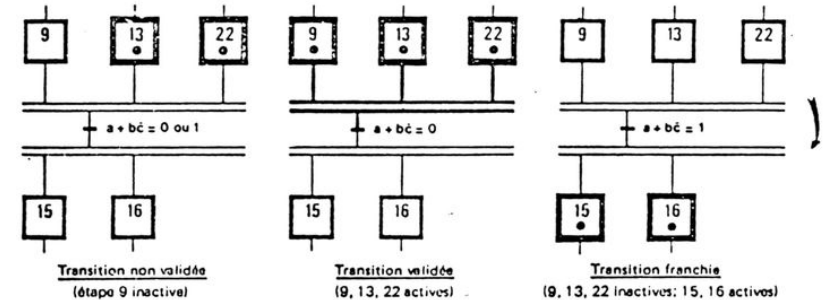 9 13 22 9 13 22 9 13 22
a + bc̄ = 0 ou 1 a + bc̄ = 0 a + bc̄ = 1
15 16 15 16 15 16
Transition non validée Transition validée Transition franchie
(étape 9 inactive) (9, 13, 22 actives) (9, 13, 22 inactives; 15, 16 actives)